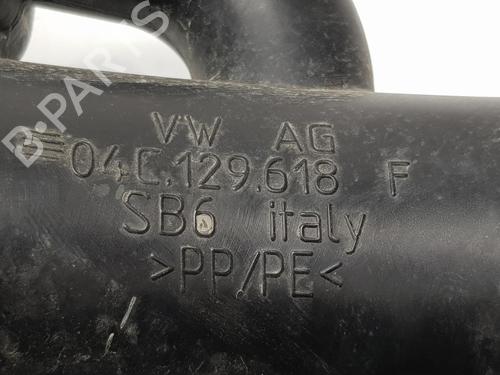 VW AG
04C.129.618 F
SB6 italy
>PP/PE<
B-PARTS